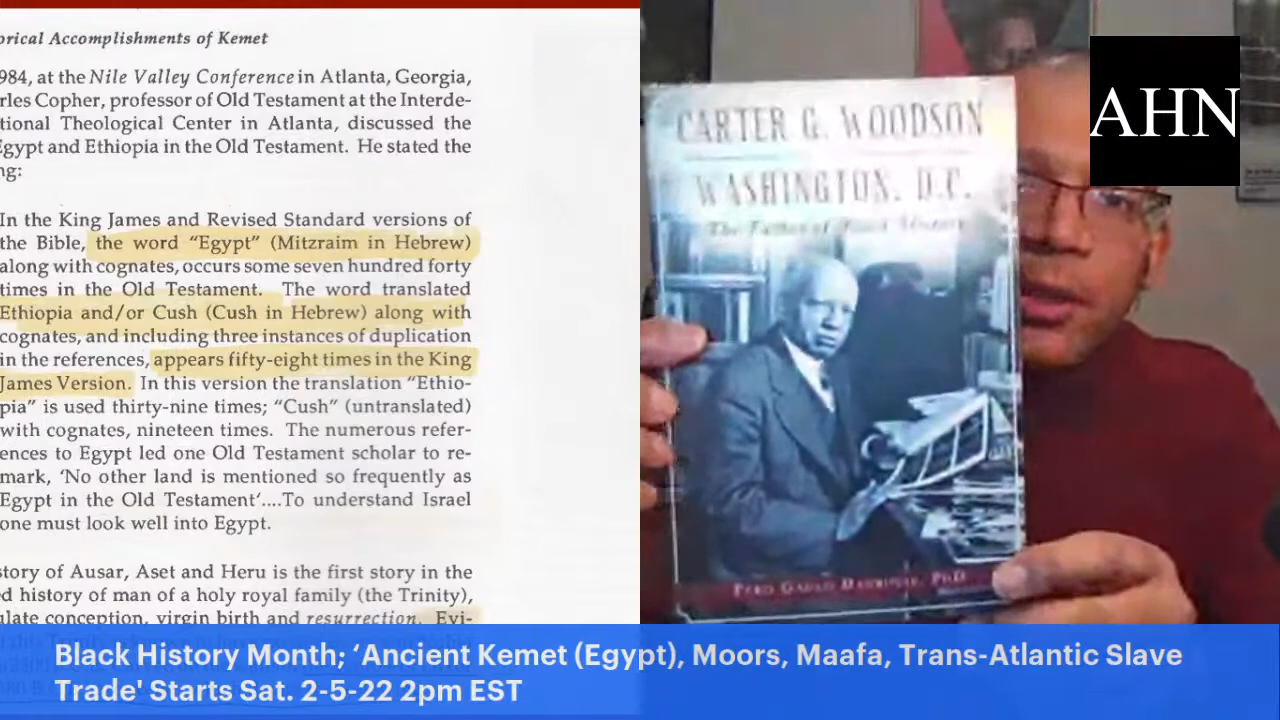 orical Accomplishments of Kemet
984, at the Nile Valley Conference in Atlanta, Georgia,
rles Copher, professor of Old Testament at the Interde-
tional Theological Center in Atlanta, discussed the
Egypt and Ethiopia in the Old Testament. He stated the
ng:
In the King James and Revised Standard versions of
the Bible, the word “Egypt” (Mitzraim in Hebrew)
along with cognates, occurs some seven hundred forty
times in the Old Testament. The word translated
Ethiopia and/or Cush (Cush in Hebrew) along with
cognates, and including three instances of duplication
in the references, appears fifty-eight times in the King
James Version. In this version the translation “Ethio-
pia” is used thirty-nine times; “Cush” (untranslated)
with cognates, nineteen times. The numerous refer-
ences to Egypt led one Old Testament scholar to re-
mark, ‘No other land is mentioned so frequently as
Egypt in the Old Testament‘....To understand Israel
one must look well into Egypt.
story of Ausar, Aset and Heru is the first story in the
ed history of man of a holy royal family (the Trinity),
ulate conception, virgin birth and resurrection. Evi-
CARTER G. WOODSON
WASHINGTON, D.C.
The Father of Black History
PhD
AHN
Black History Month; ‘Ancient Kemet (Egypt), Moors, Maafa, Trans-Atlantic Slave
Trade' Starts Sat. 2-5-22 2pm EST